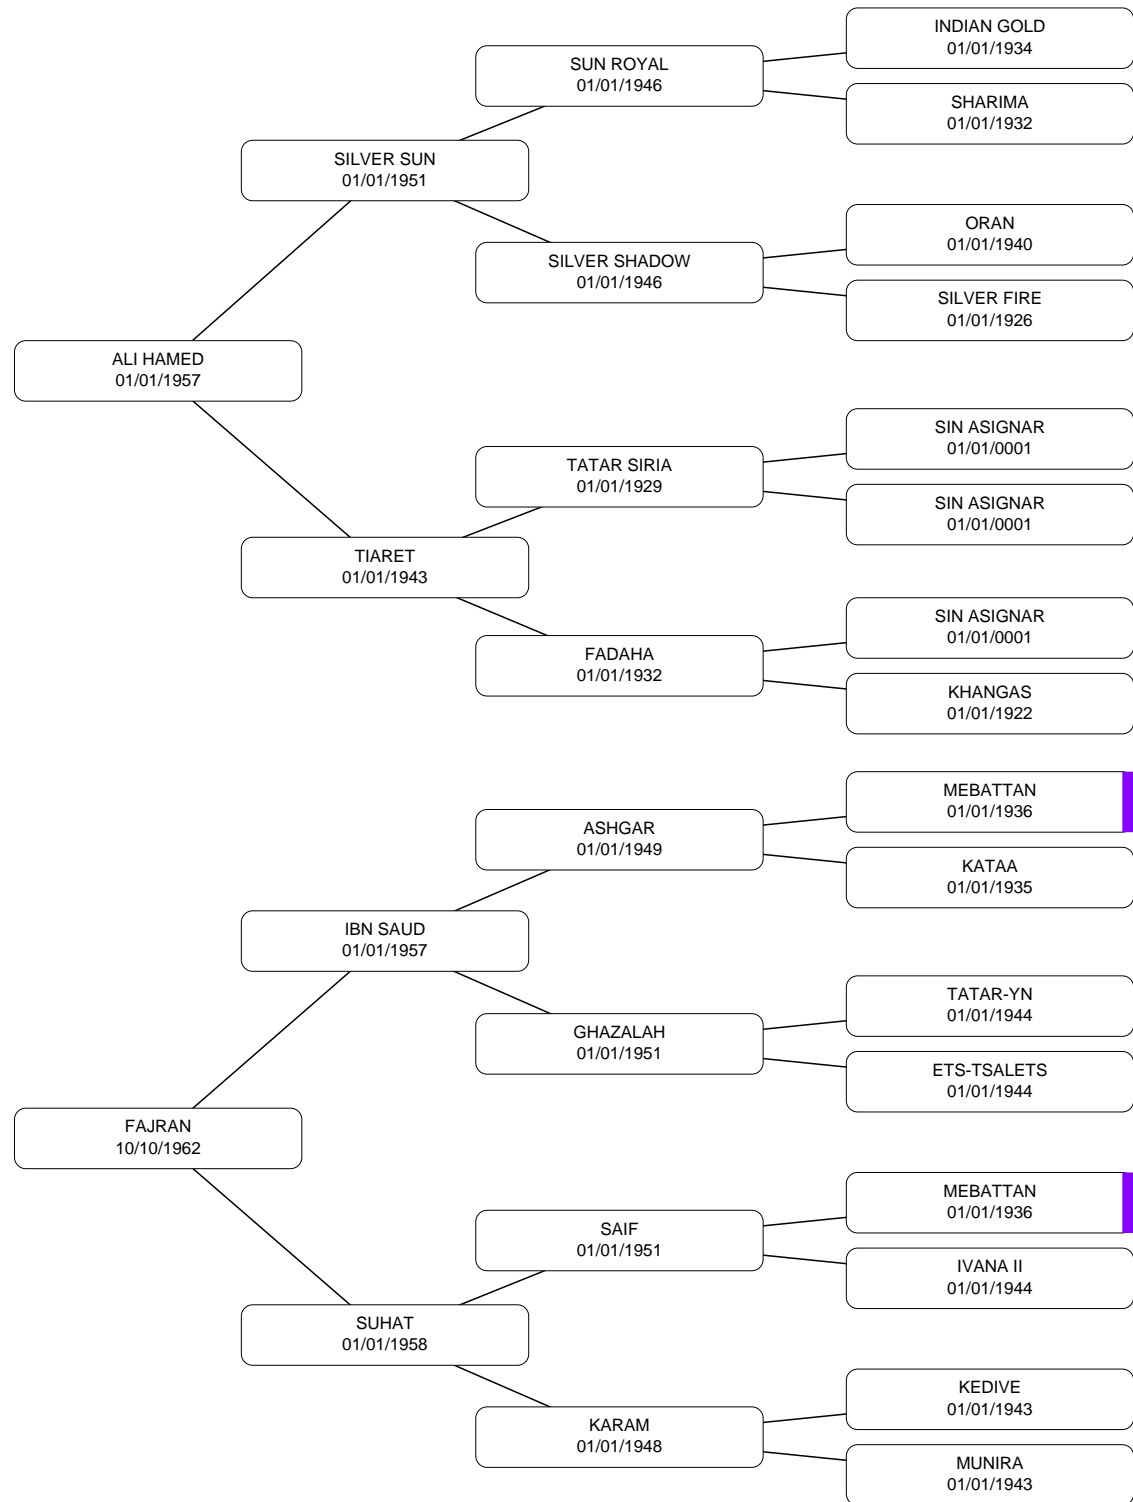 INDIAN GOLD
01/01/1934
SUN ROYAL
01/01/1946
SHARIMA
01/01/1932
SILVER SUN
01/01/1951
ORAN
01/01/1940
SILVER SHADOW
01/01/1946
SILVER FIRE
01/01/1926
ALI HAMED
01/01/1957
SIN ASIGNAR
01/01/0001
TATAR SIRIA
01/01/1929
SIN ASIGNAR
01/01/0001
TIARET
01/01/1943
SIN ASIGNAR
01/01/0001
FADAHA
01/01/1932
KHANGAS
01/01/1922
MEBATTAN
01/01/1936
ASHGAR
01/01/1949
KATAA
01/01/1935
IBN SAUD
01/01/1957
TATAR-YN
01/01/1944
GHAZALAH
01/01/1951
ETS-TSALETS
01/01/1944
FAJRAN
10/10/1962
MEBATTAN
01/01/1936
SAIF
01/01/1951
IVANA II
01/01/1944
SUHAT
01/01/1958
KEDIVE
01/01/1943
KARAM
01/01/1948
MUNIRA
01/01/1943